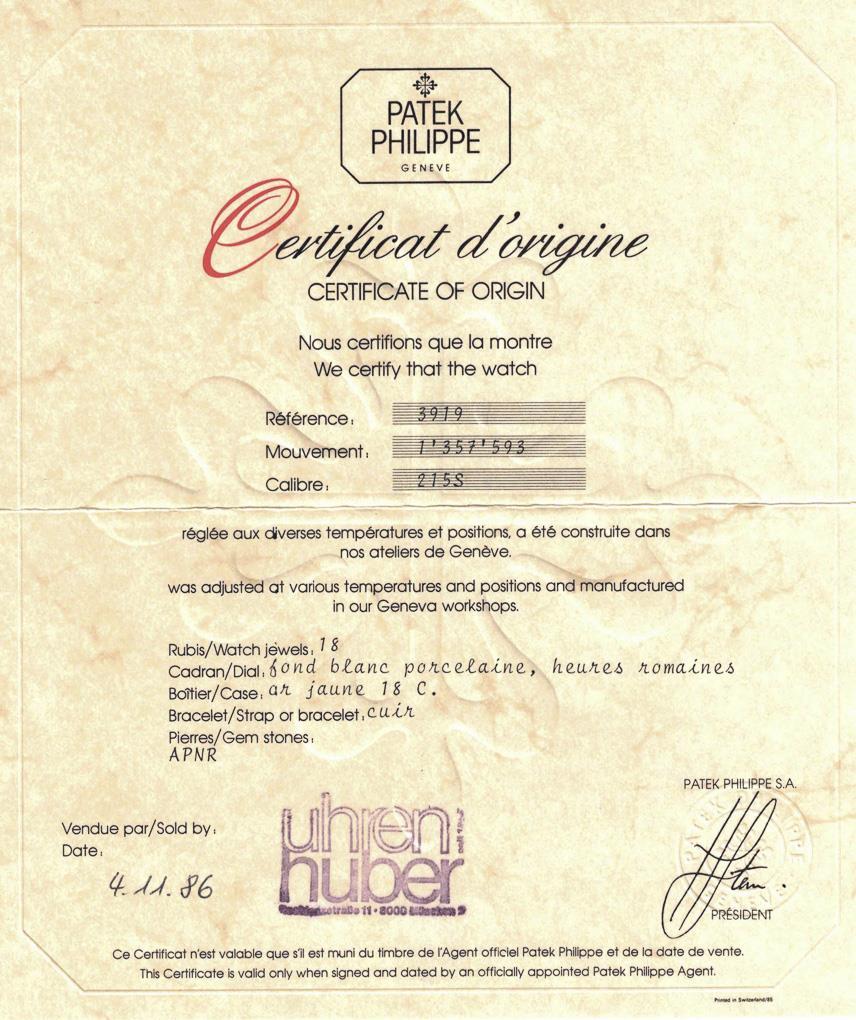 PATEK
PHILIPPE
GENEVE
Certificat d'origine
CERTIFICATE OF ORIGIN
Nous certifions que la montre
We certify that the watch
Référence: 3919
Mouvement: 1'357'593
Calibre: 215S
réglée aux diverses températures et positions, a été construite dans
nos ateliers de Genève.
was adjusted at various temperatures and positions and manufactured
in our Geneva workshops.
Rubis/Watch jewels: 18
Cadran/Dial: fond blanc porcelaine, heures romaines
Boîtier/Case: or jaune 18 C.
Bracelet/Strap or bracelet: cuir
Pierres/Gem stones:
APNR
PATEK PHILIPPE S.A.
Vendue par/Sold by:
Date:
4.11.86
uhren
huber
11 · 8000 München 2
PRÉSIDENT
Ce Certificat n'est valable que s'il est muni du timbre de l'Agent officiel Patek Philippe et de la date de vente.
This Certificate is valid only when signed and dated by an officially appointed Patek Philippe Agent.
Printed in Switzerland/85